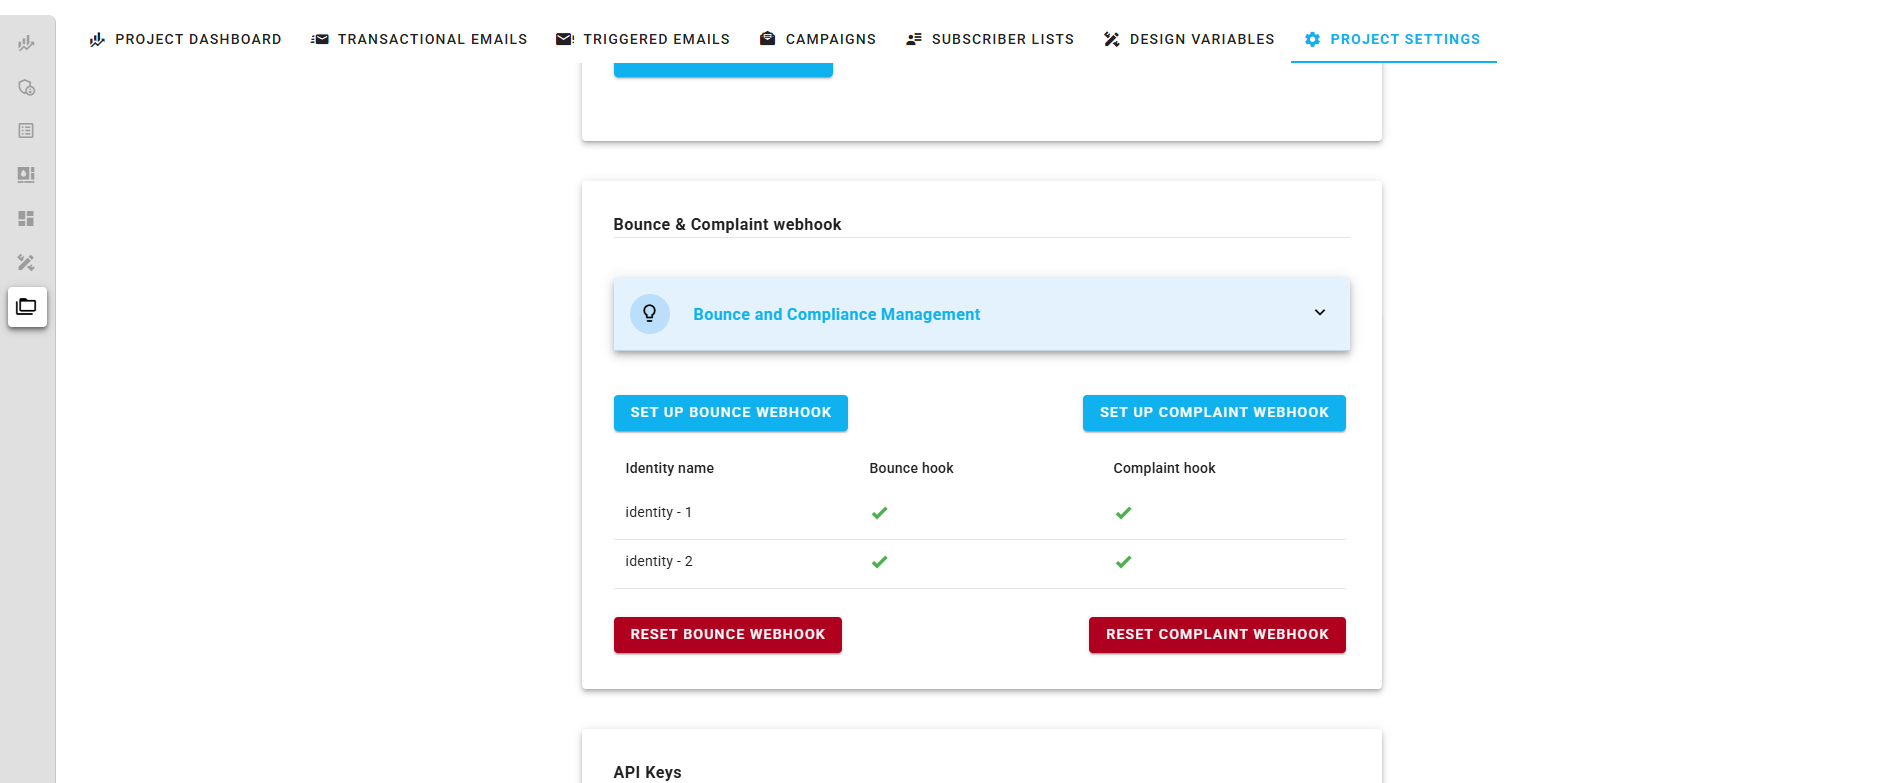 PROJECT DASHBOARD TRANSACTIONAL EMAILS TRIGGERED EMAILS CAMPAIGNS SUBSCRIBER LISTS DESIGN VARIABLES PROJECT SETTINGS
Bounce & Complaint webhook
Bounce and Compliance Management
SET UP BOUNCE WEBHOOK SET UP COMPLAINT WEBHOOK
Identity name Bounce hook Complaint hook
identity - 1
identity - 2
RESET BOUNCE WEBHOOK RESET COMPLAINT WEBHOOK
API Keys